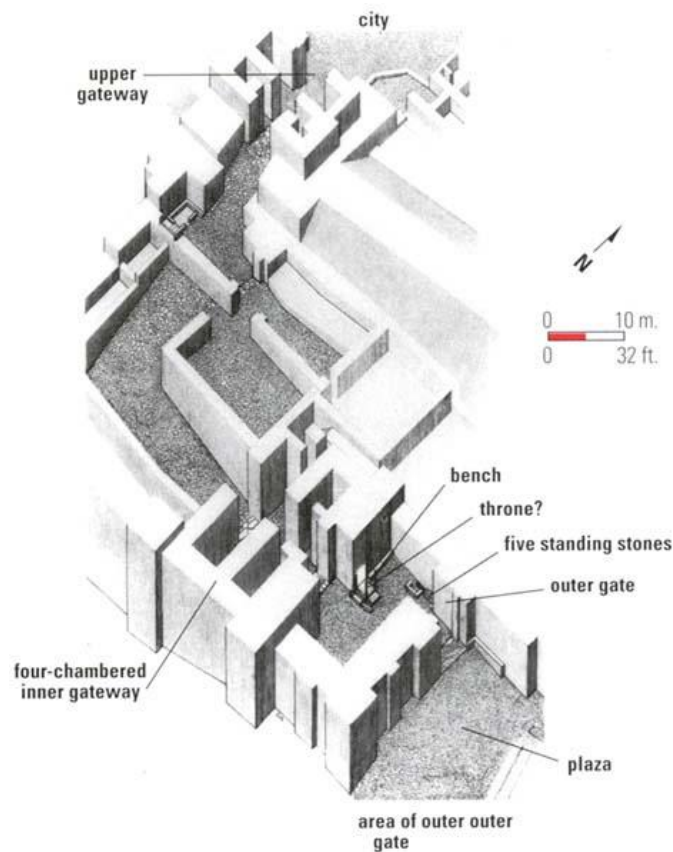 city
upper
gateway
N
0 10 m.
0 32 ft.
bench
throne?
five standing stones
outer gate
four-chambered
inner gateway
plaza
area of outer outer
gate